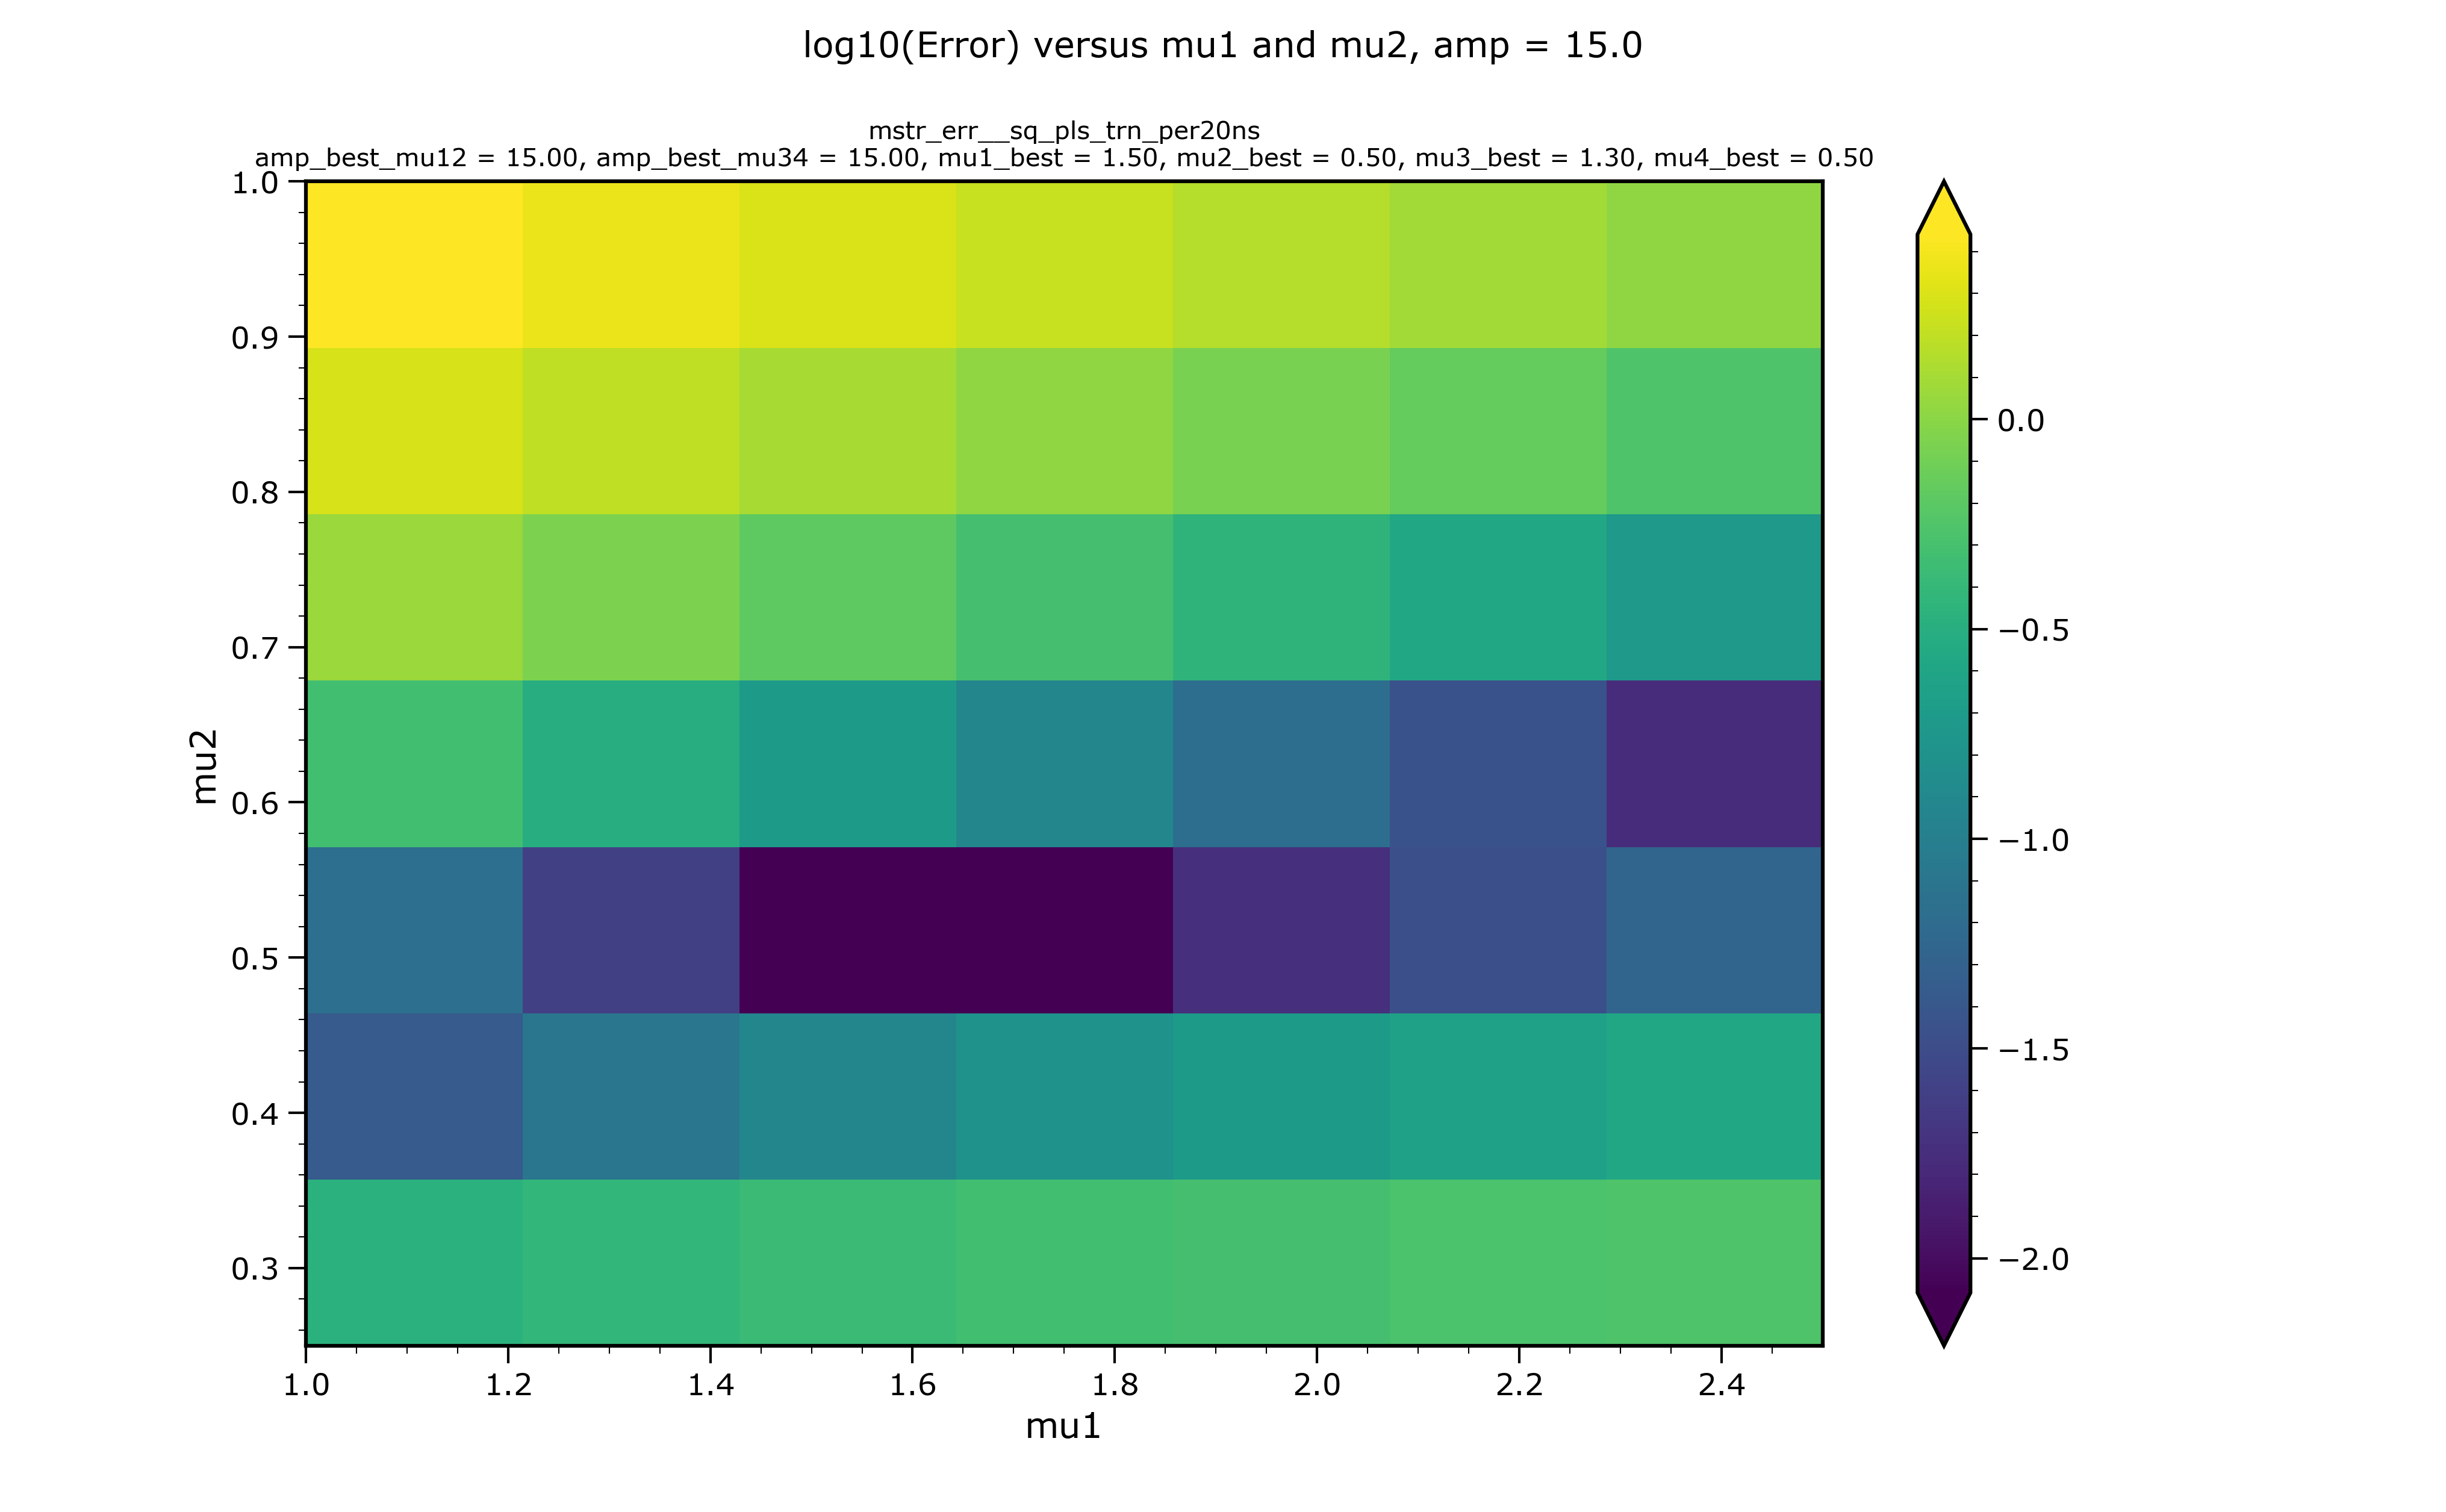 log10(Error) versus mu1 and mu2, amp = 15.0
mstr_err__sq_pls_trn_per20ns
amp_best_mu12 = 15.00, amp_best_mu34 = 15.00, mu1_best = 1.50, mu2_best = 0.50, mu3_best = 1.30, mu4_best = 0.50
1.0
0.9
0.8
0.7
0.6
0.5
0.4
0.3
mu2
1.0 1.2 1.4 1.6 1.8 2.0 2.2 2.4
mu1
0.0
−0.5
−1.0
−1.5
−2.0